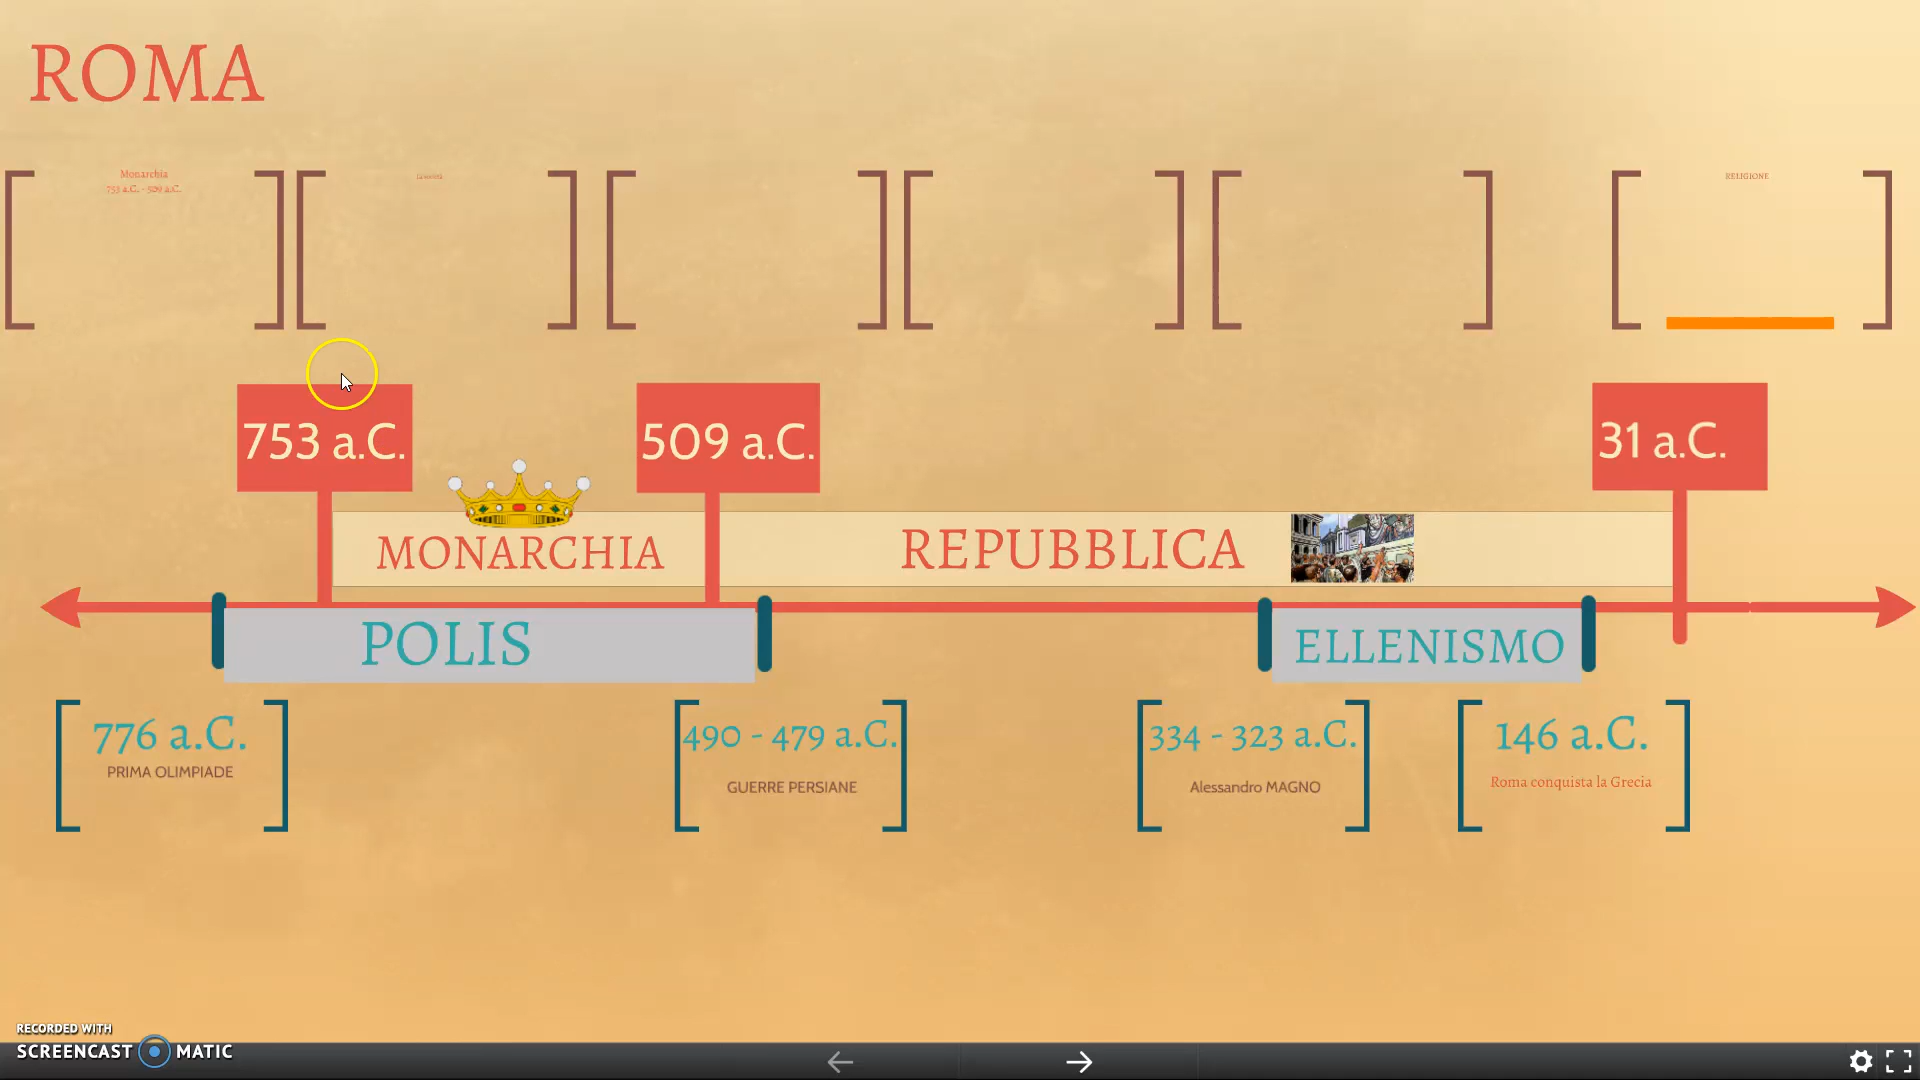 ROMA
Monarchia
753 a.C. - 509 a.C.
RELIGIONE
753 a.C.
509 a.C.
31 a.C.
MONARCHIA
REPUBBLICA
POLIS
ELLENISMO
776 a.C.
PRIMA OLIMPIADE
490 - 479 a.C.
GUERRE PERSIANE
334 - 323 a.C.
Alessandro MAGNO
146 a.C.
Roma conquista la Grecia
RECORDED WITH
SCREENCAST MATIC